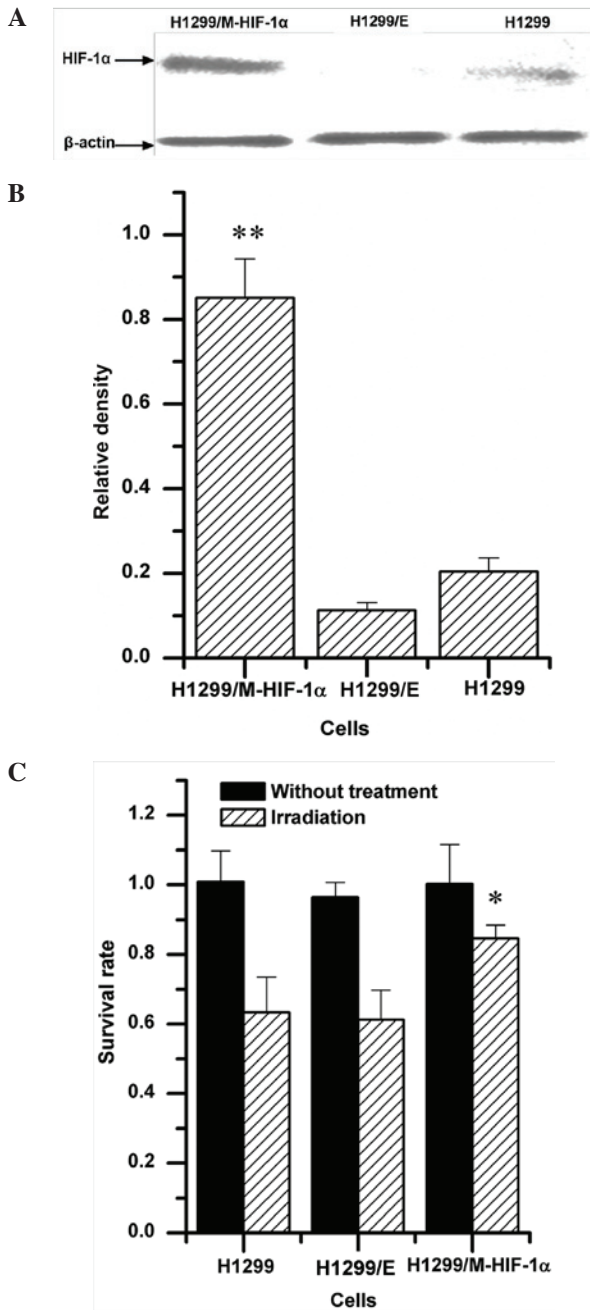 A
H1299/M-HIF-1α H1299/E H1299
HIF-1α
β-actin
B
1.0
**
0.8
0.6
0.4
0.2
0.0
Relative density
H1299/M-HIF-1α H1299/E H1299
Cells
C
Without treatment
Irradiation
1.2
1.0
*
0.8
0.6
0.4
0.2
0.0
Survival rate
H1299 H1299/E H1299/M-HIF-1α
Cells